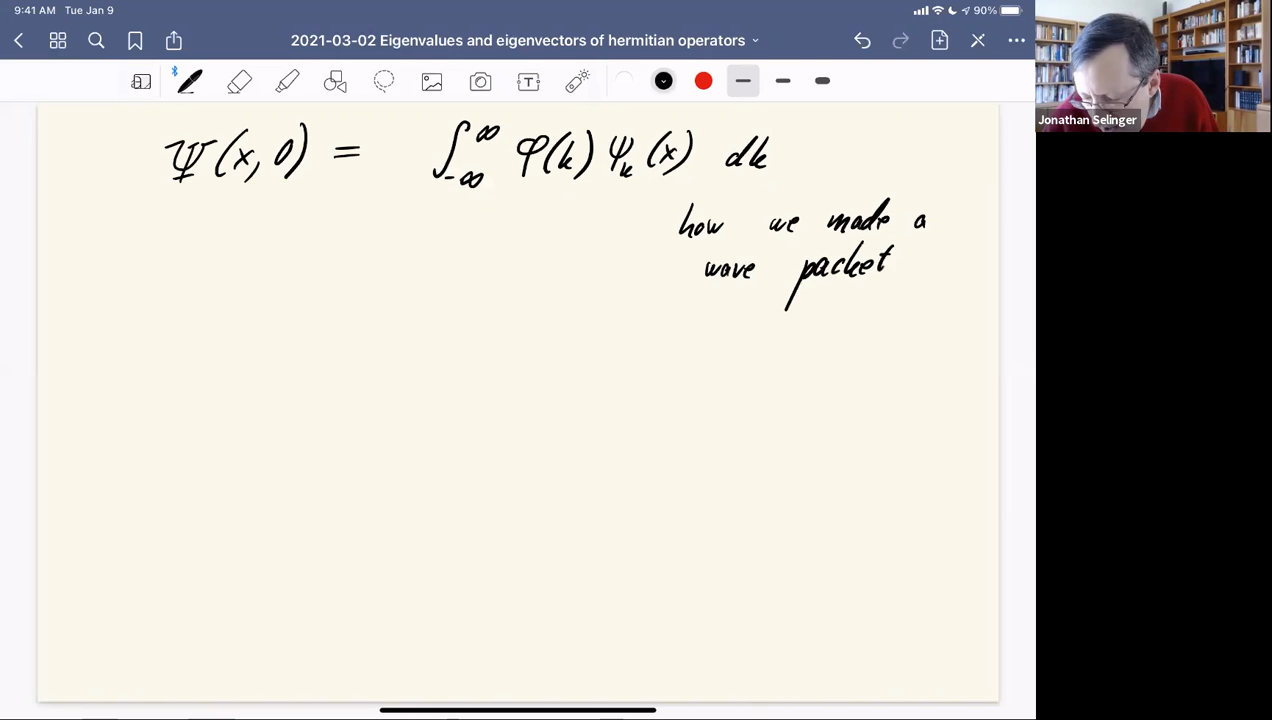 9:41 AM Tue Jan 9
90%
2021-03-02 Eigenvalues and eigenvectors of hermitian operators
Jonathan Selinger
Ψ(x, 0) = ∫_{-∞}^{∞} φ(k) ψ_k(x) dk
how we made a
wave packet